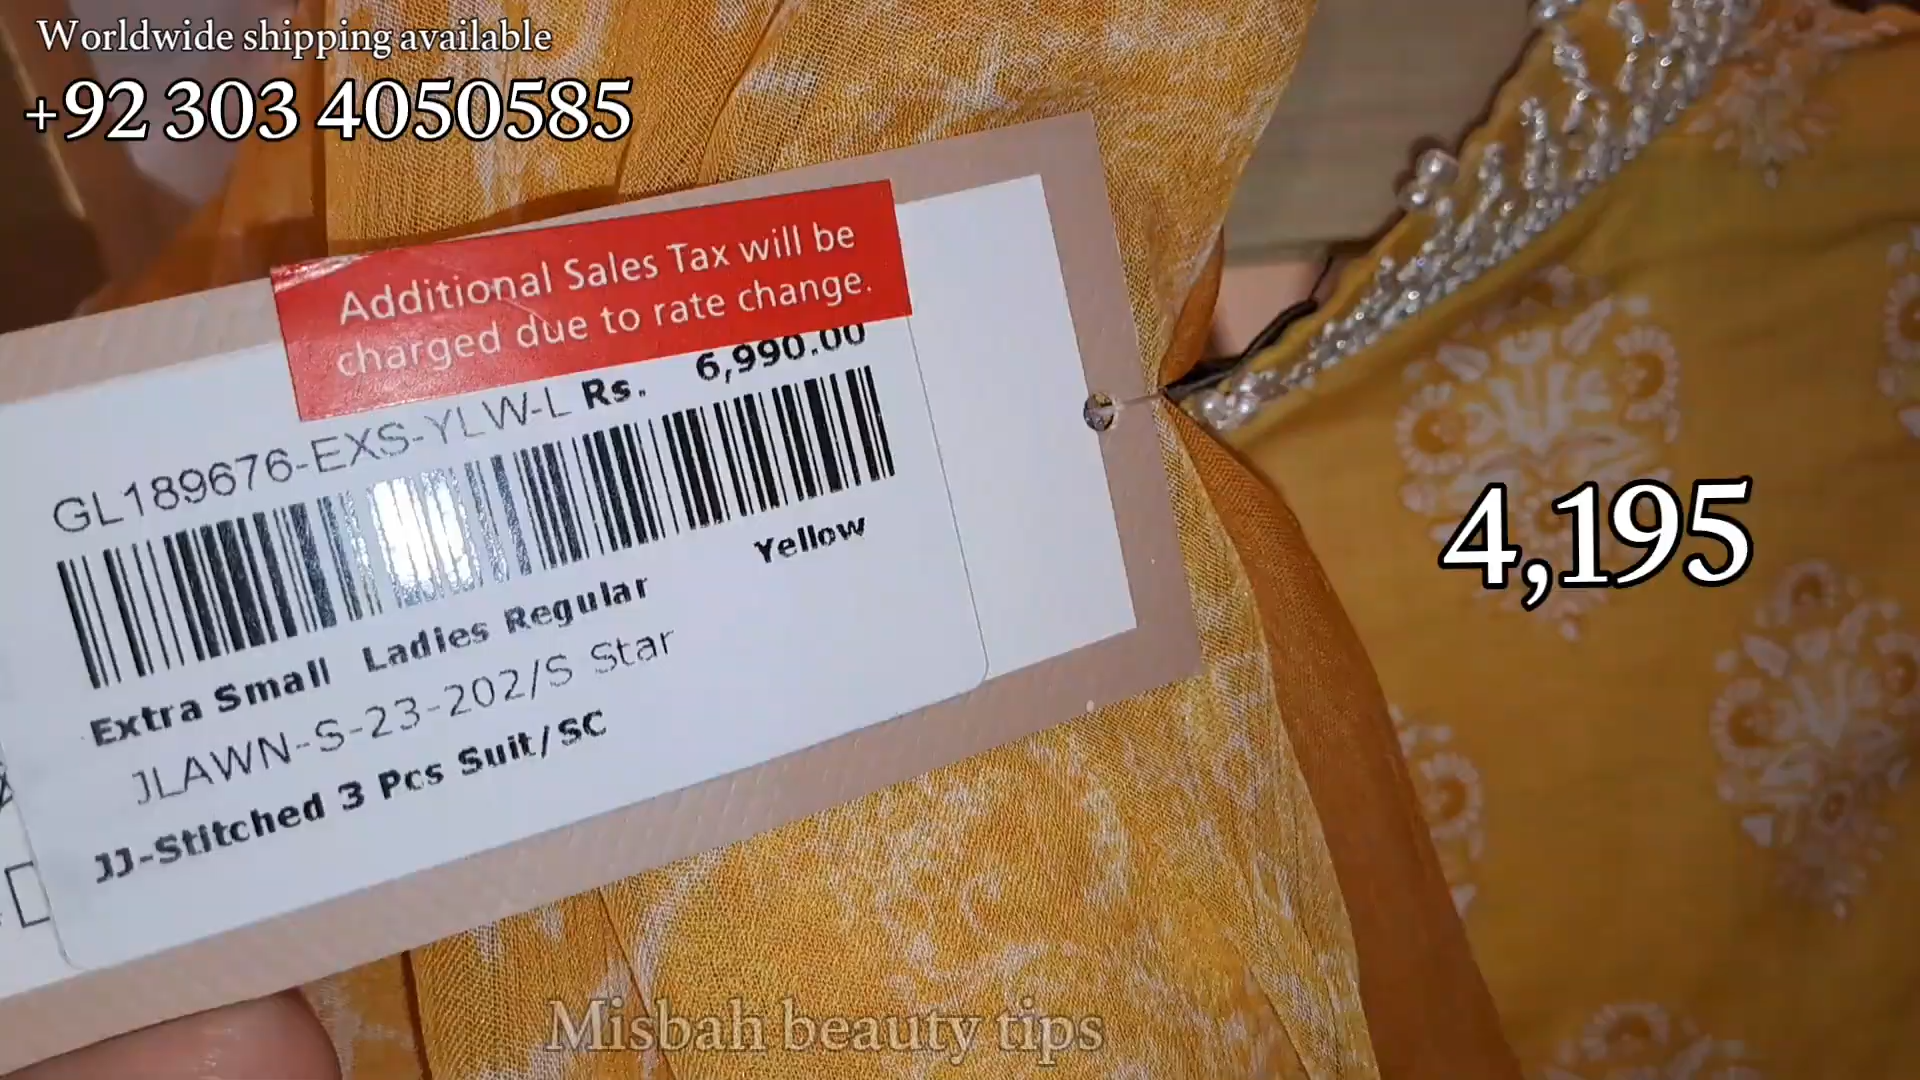 Worldwide shipping available
+92 303 4050585
Additional Sales Tax will be
charged due to rate change.
GL189676-EXS-YLW-L Rs. 6,990.00
Yellow
Extra Small Ladies Regular
JLAWN-S-23-202/S Star
JJ-Stitched 3 Pcs Suit/SC
4,195
Misbah beauty tips